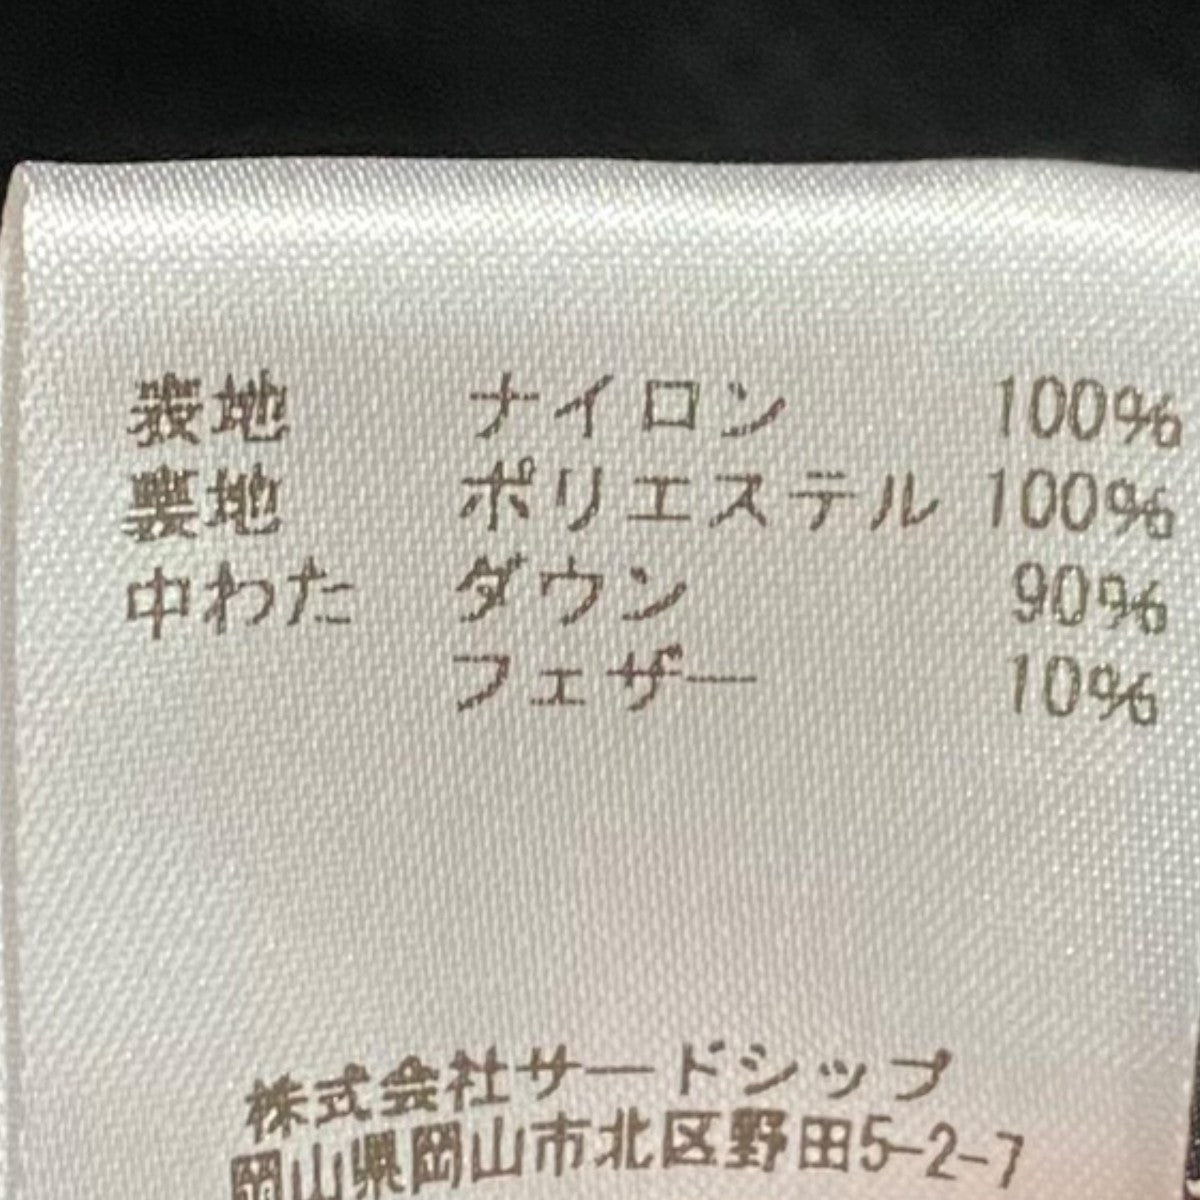 表地 ナイロン 100%
裏地 ポリエステル 100%
中わた ダウン 90%
フェザー 10%
株式会社サードシップ
岡山県岡山市北区野田5-2-7